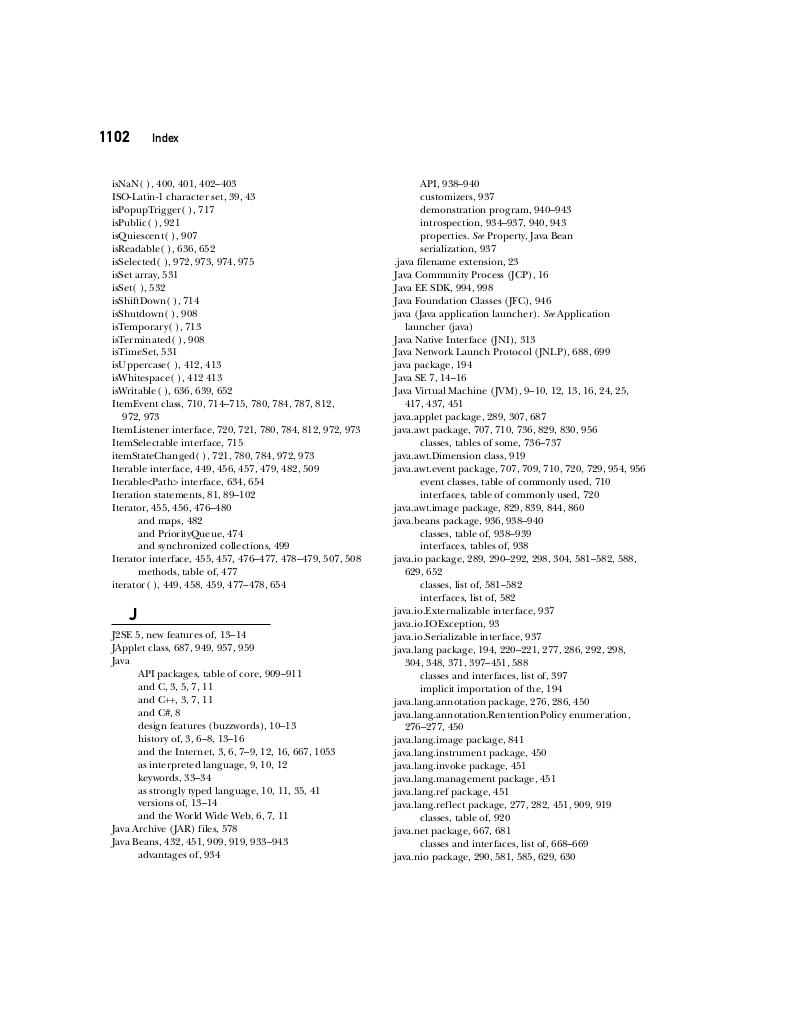 1102 Index
isNaN( ), 400, 401, 402–403
ISO-Latin-1 character set, 39, 43
isPopupTrigger( ), 717
isPublic( ), 921
isQuiescent( ), 907
isReadable( ), 636, 652
isSelected( ), 972, 973, 974, 975
isSet array, 531
isSet( ), 532
isShiftDown( ), 714
isShutdown( ), 908
isTemporary( ), 713
isTerminated( ), 908
isTimeSet, 531
isUppercase( ), 412, 413
isWhitespace( ), 412 413
isWritable( ), 636, 639, 652
ItemEvent class, 710, 714–715, 780, 784, 787, 812,
972, 973
ItemListener interface, 720, 721, 780, 784, 812, 972, 973
ItemSelectable interface, 715
itemStateChanged( ), 721, 780, 784, 972, 973
Iterable interface, 449, 456, 457, 479, 482, 509
Iterable<Path> interface, 634, 654
Iteration statements, 81, 89–102
Iterator, 455, 456, 476–480
and maps, 482
and PriorityQueue, 474
and synchronized collections, 499
Iterator interface, 455, 457, 476–477, 478–479, 507, 508
methods, table of, 477
iterator( ), 449, 458, 459, 477–478, 654
J
J2SE 5, new features of, 13–14
JApplet class, 687, 949, 957, 959
Java
API packages, table of core, 909–911
and C, 3, 5, 7, 11
and C++, 3, 7, 11
and C#, 8
design features (buzzwords), 10–13
history of, 3, 6–8, 13–16
and the Internet, 3, 6, 7–9, 12, 16, 667, 1053
as interpreted language, 9, 10, 12
keywords, 33–34
as strongly typed language, 10, 11, 35, 41
versions of, 13–14
and the World Wide Web, 6, 7, 11
Java Archive (JAR) files, 578
Java Beans, 432, 451, 909, 919, 933–943
advantages of, 934
API, 938–940
customizers, 937
demonstration program, 940–943
introspection, 934–937, 940, 943
properties. See Property, Java Bean
serialization, 937
.java filename extension, 23
Java Community Process (JCP), 16
Java EE SDK, 994, 998
Java Foundation Classes (JFC), 946
java (Java application launcher). See Application
launcher (java)
Java Native Interface (JNI), 313
Java Network Launch Protocol (JNLP), 688, 699
java package, 194
Java SE 7, 14–16
Java Virtual Machine (JVM), 9–10, 12, 13, 16, 24, 25,
417, 437, 451
java.applet package, 289, 307, 687
java.awt package, 707, 710, 736, 829, 830, 956
classes, tables of some, 736–737
java.awt.Dimension class, 919
java.awt.event package, 707, 709, 710, 720, 729, 954, 956
event classes, table of commonly used, 710
interfaces, table of commonly used, 720
java.awt.image package, 829, 839, 844, 860
java.beans package, 936, 938–940
classes, table of, 938–939
interfaces, tables of, 938
java.io package, 289, 290–292, 298, 304, 581–582, 588,
629, 652
classes, list of, 581–582
interfaces, list of, 582
java.io.Externalizable interface, 937
java.io.IOException, 93
java.io.Serializable interface, 937
java.lang package, 194, 220–221, 277, 286, 292, 298,
304, 348, 371, 397–451, 588
classes and interfaces, list of, 397
implicit importation of the, 194
java.lang.annotation package, 276, 286, 450
java.lang.annotation.RententionPolicy enumeration,
276–277, 450
java.lang.image package, 841
java.lang.instrument package, 450
java.lang.invoke package, 451
java.lang.management package, 451
java.lang.ref package, 451
java.lang.reflect package, 277, 282, 451, 909, 919
classes, table of, 920
java.net package, 667, 681
classes and interfaces, list of, 668–669
java.nio package, 290, 581, 585, 629, 630